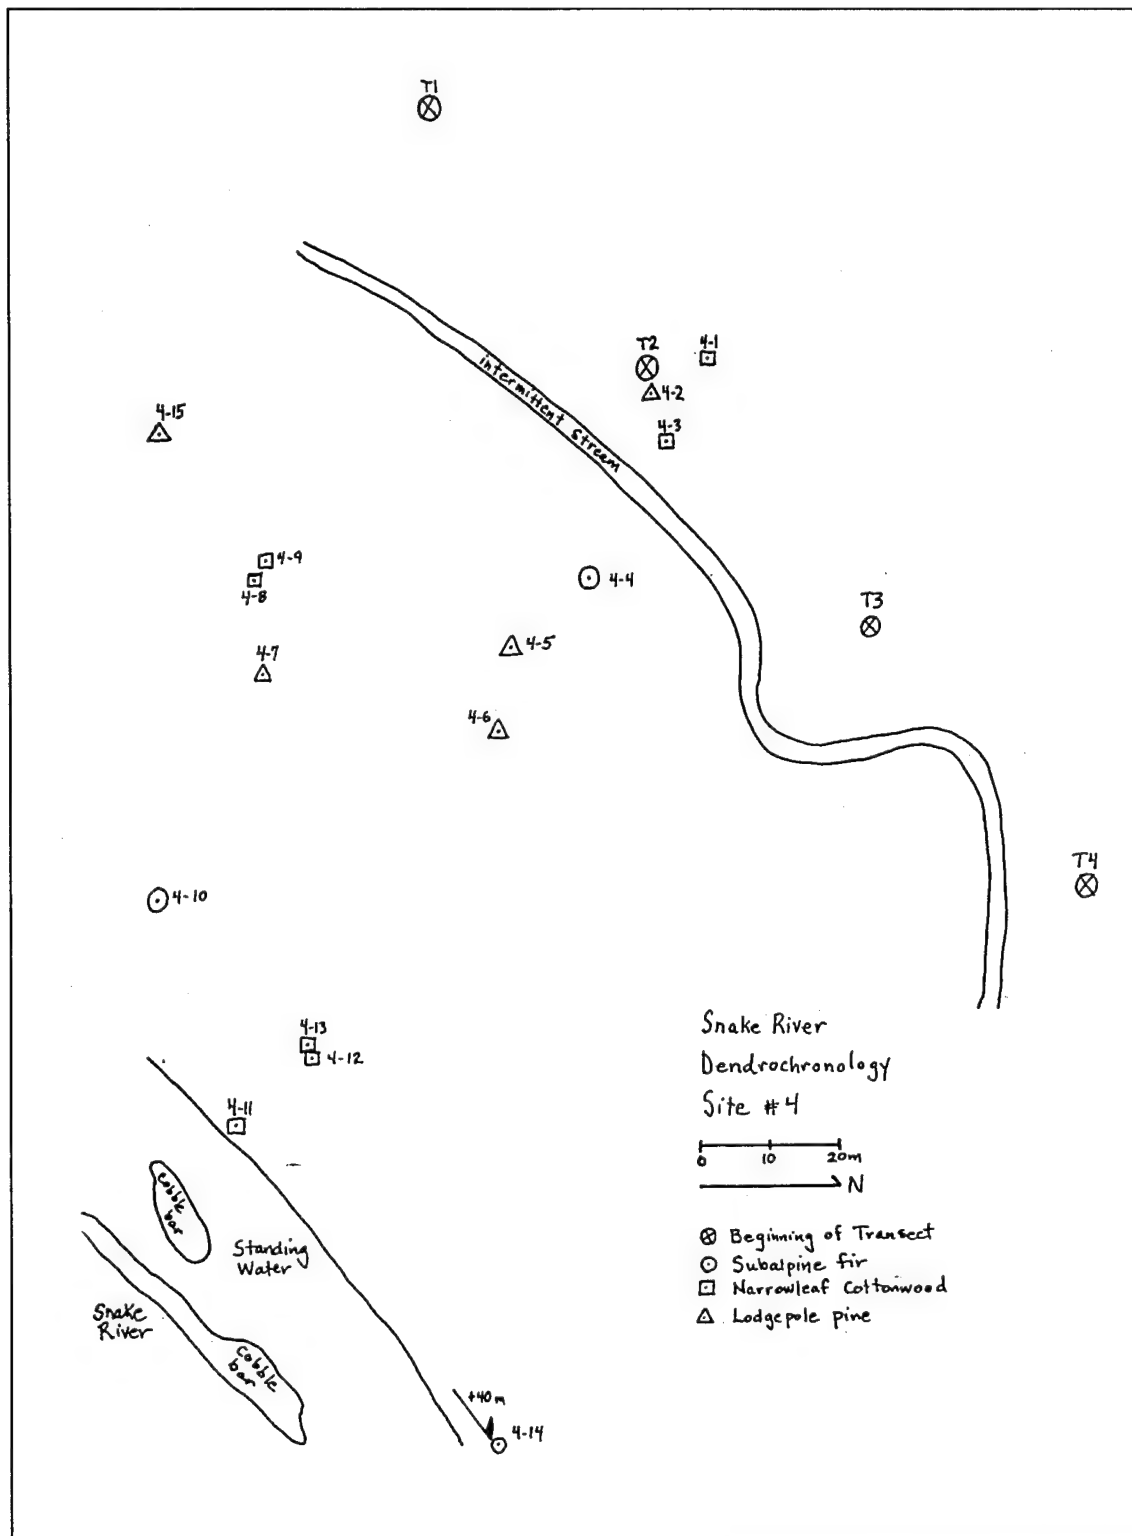 T1
T2
4-1
4-2
4-3
intermittent stream
4-15
4-9
4-8
4-4
T3
4-5
4-7
4-6
T4
4-10
Snake River
Dendrochronology
Site #4
4-13
4-12
4-11
0 10 20m
N
cobble
bar
Standing
Water
Beginning of Transect
Subalpine fir
Narrowleaf Cottonwood
Lodgepole pine
Snake
River
Cobble
bar
+40m
4-14